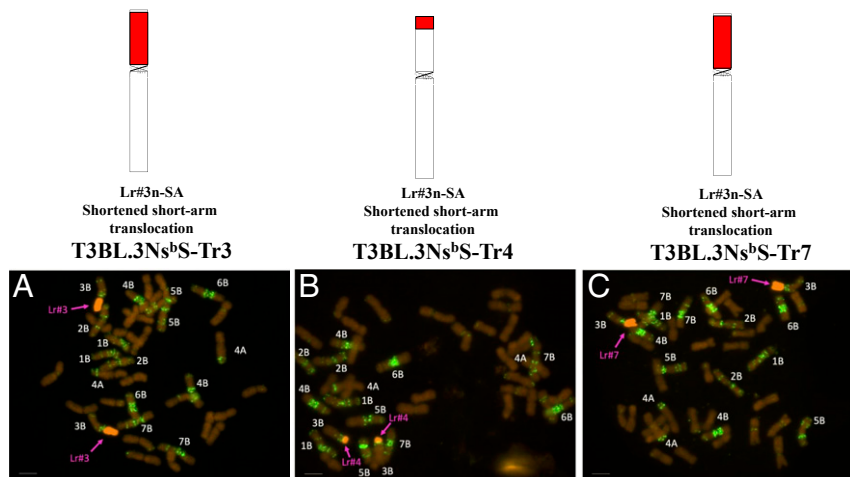 Lr#3n-SA
Shortened short-arm
translocation
T3BL.3NsᵇS-Tr3
Lr#3n-SA
Shortened short-arm
translocation
T3BL.3NsᵇS-Tr4
Lr#3n-SA
Shortened short-arm
translocation
T3BL.3NsᵇS-Tr7
A
3B
4B
5B
6B
Lr#3
5B
2B
1B
1B
2B
4A
4A
4B
6B
3B
7B
7B
Lr#3
B
4B
2B
2B
6B
4A
7B
4B
4A
1B
5B
6B
Lr#4
1B
7B
Lr#4
5B
3B
C
Lr#7
3B
7B
1B
7B
2B
6B
3B
4B
Lr#7
5B
2B
1B
4A
4B
5B
4A